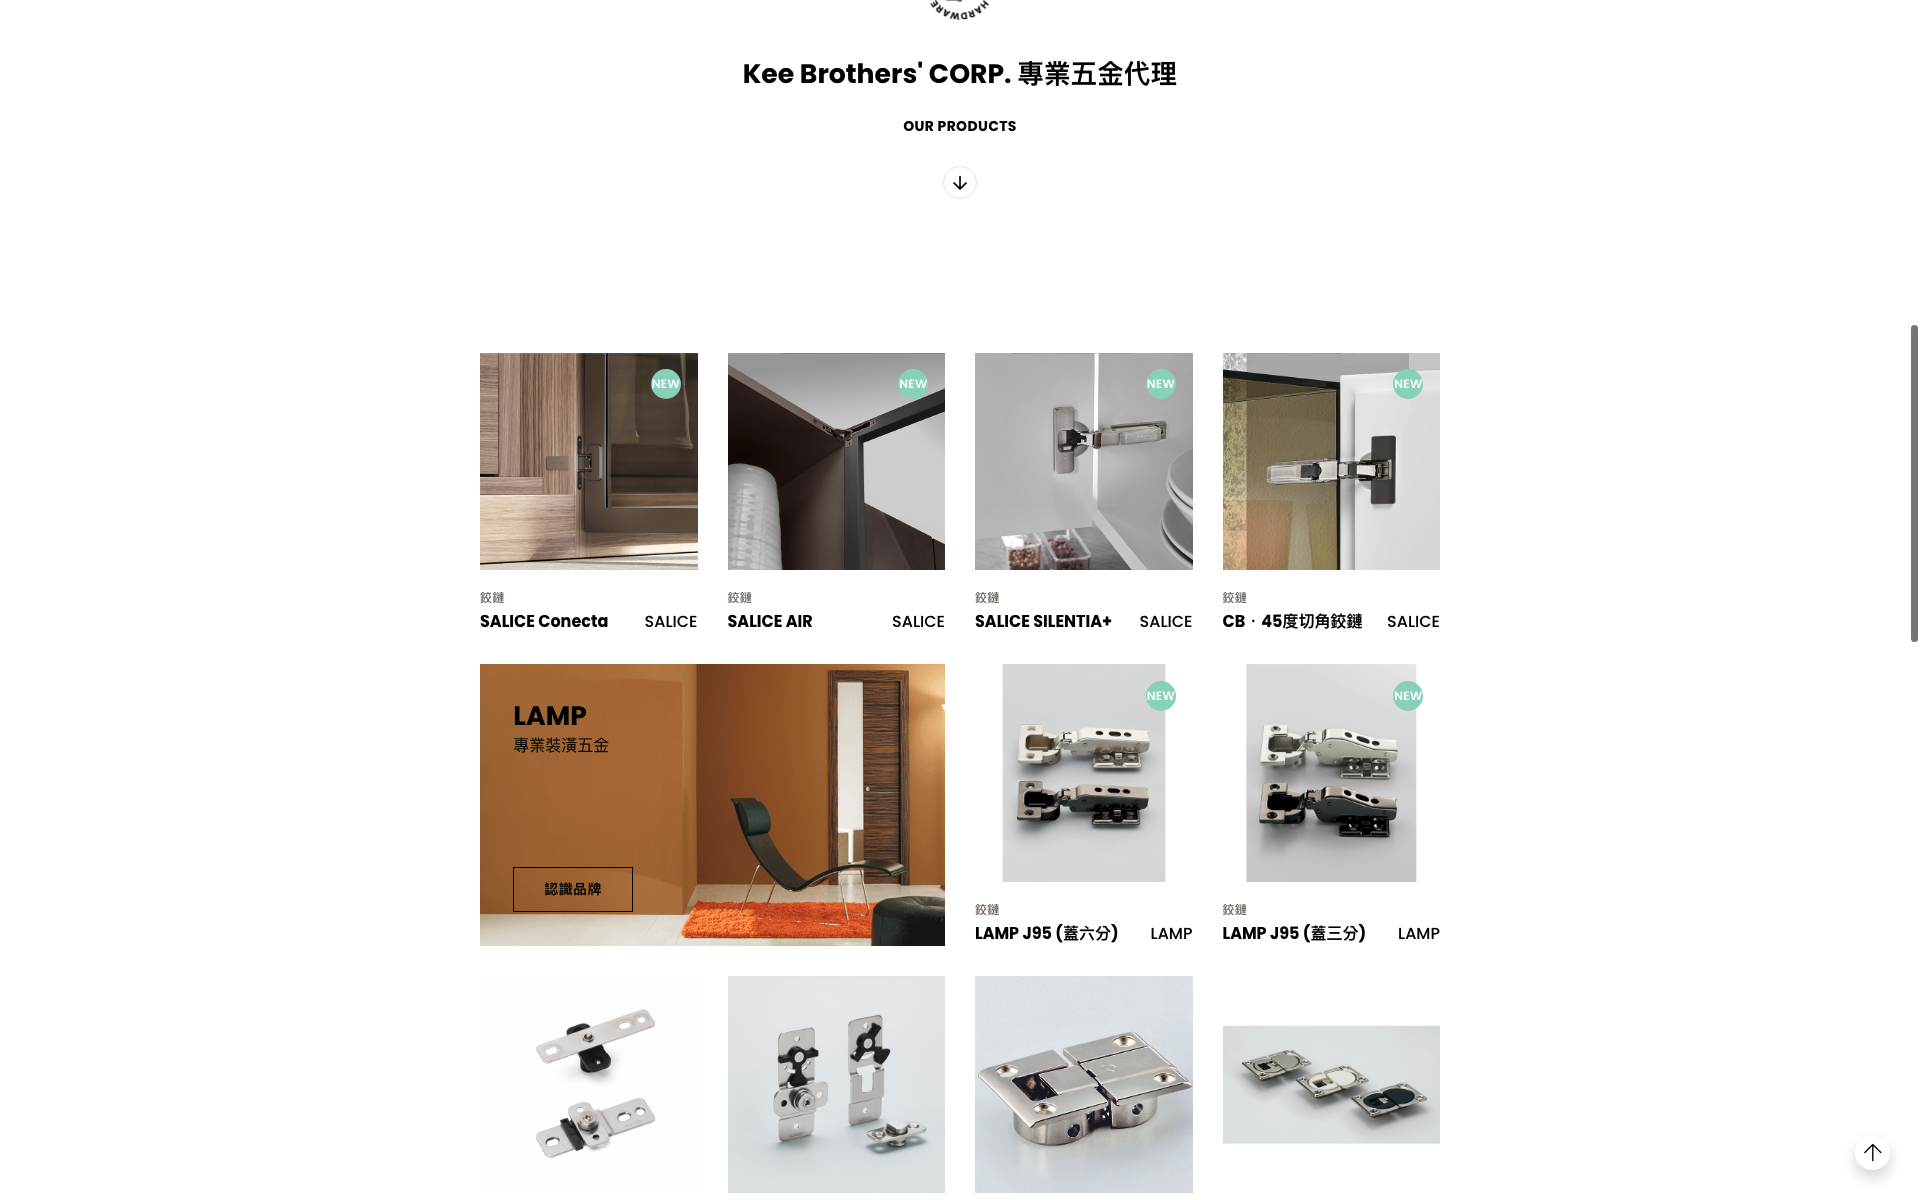 HARDWARE
Kee Brothers' CORP. 專業五金代理
OUR PRODUCTS
NEW
NEW
NEW
NEW
鉸鏈
SALICE Conecta SALICE
鉸鏈
SALICE AIR SALICE
鉸鏈
SALICE SILENTIA+ SALICE
鉸鏈
CB‧45度切角鉸鏈 SALICE
LAMP
專業裝潢五金
認識品牌
NEW
NEW
鉸鏈
LAMP J95 (蓋六分) LAMP
鉸鏈
LAMP J95 (蓋三分) LAMP